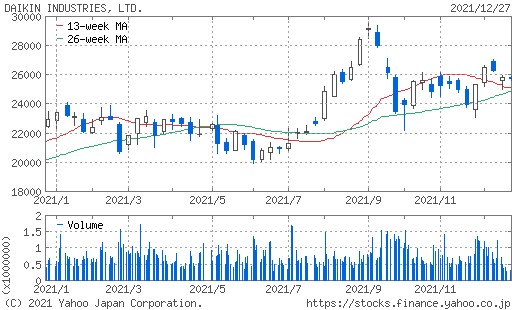 DAIKIN INDUSTRIES, LTD. 2021/12/27
30000
13-week MA
26-week MA
28000
26000
24000
22000
20000
18000
2021/1 2021/3 2021/5 2021/7 2021/9 2021/11
2
Volume
1.5
1
0.5
0
(x10000000)
2021/1 2021/3 2021/5 2021/7 2021/9 2021/11
(C) 2021 Yahoo Japan Corporation. https://stocks.finance.yahoo.co.jp/